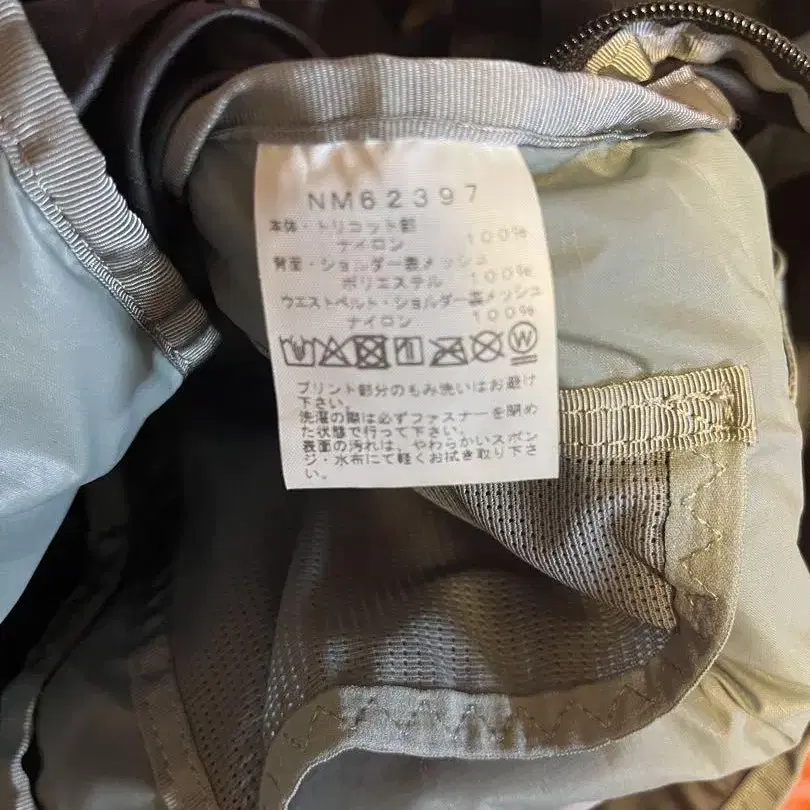 NM62397
本体・トリコット部
ナイロン 100%
背面・ショルダー裏メッシュ
ポリエステル 100%
ウエストベルト・ショルダー裏メッシュ
ナイロン 100%
W
プリント部分のもみ洗いはお避け
下さい。
洗濯の際は必ずファスナーを閉め
た状態で行って下さい。
表面の汚れは、やわらかいスポン
ジ・水布にて軽くお拭き取り下さ
い。